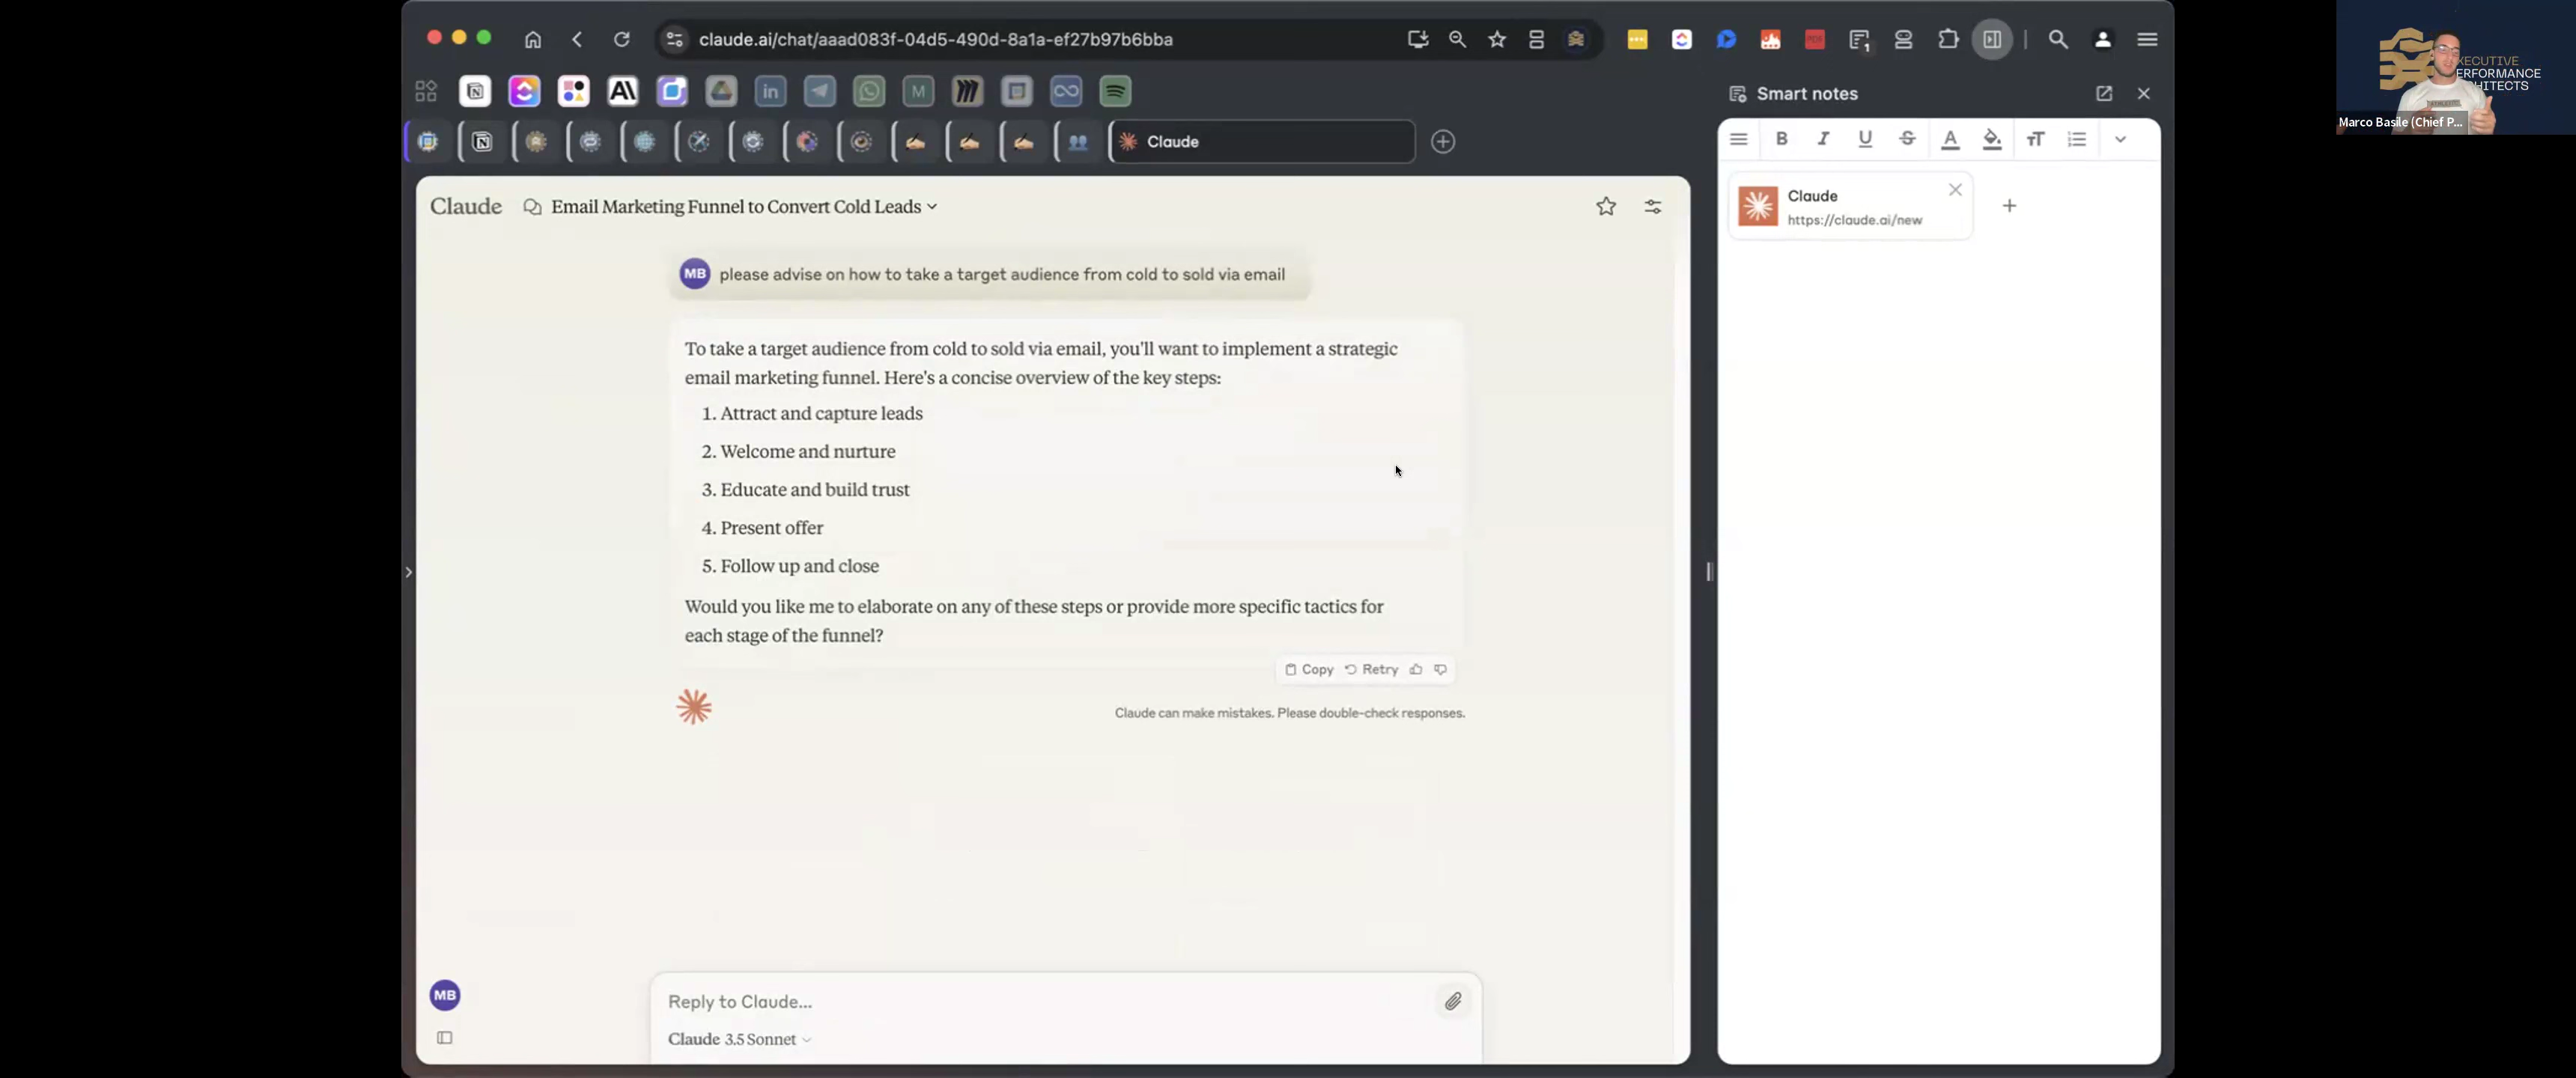 claude.ai/chat/aaad083f-04d5-490d-8a1a-ef27b97b6bba
Claude
Smart notes
Claude
https://claude.ai/new
Claude
Email Marketing Funnel to Convert Cold Leads
MB please advise on how to take a target audience from cold to sold via email
To take a target audience from cold to sold via email, you'll want to implement a strategic
email marketing funnel. Here's a concise overview of the key steps:
1. Attract and capture leads
2. Welcome and nurture
3. Educate and build trust
4. Present offer
5. Follow up and close
Would you like me to elaborate on any of these steps or provide more specific tactics for
each stage of the funnel?
Copy Retry
Claude can make mistakes. Please double-check responses.
MB
Reply to Claude...
Claude 3.5 Sonnet
XECUTIVE
ERFORMANCE
HITECTS
Marco Basile (Chief P...